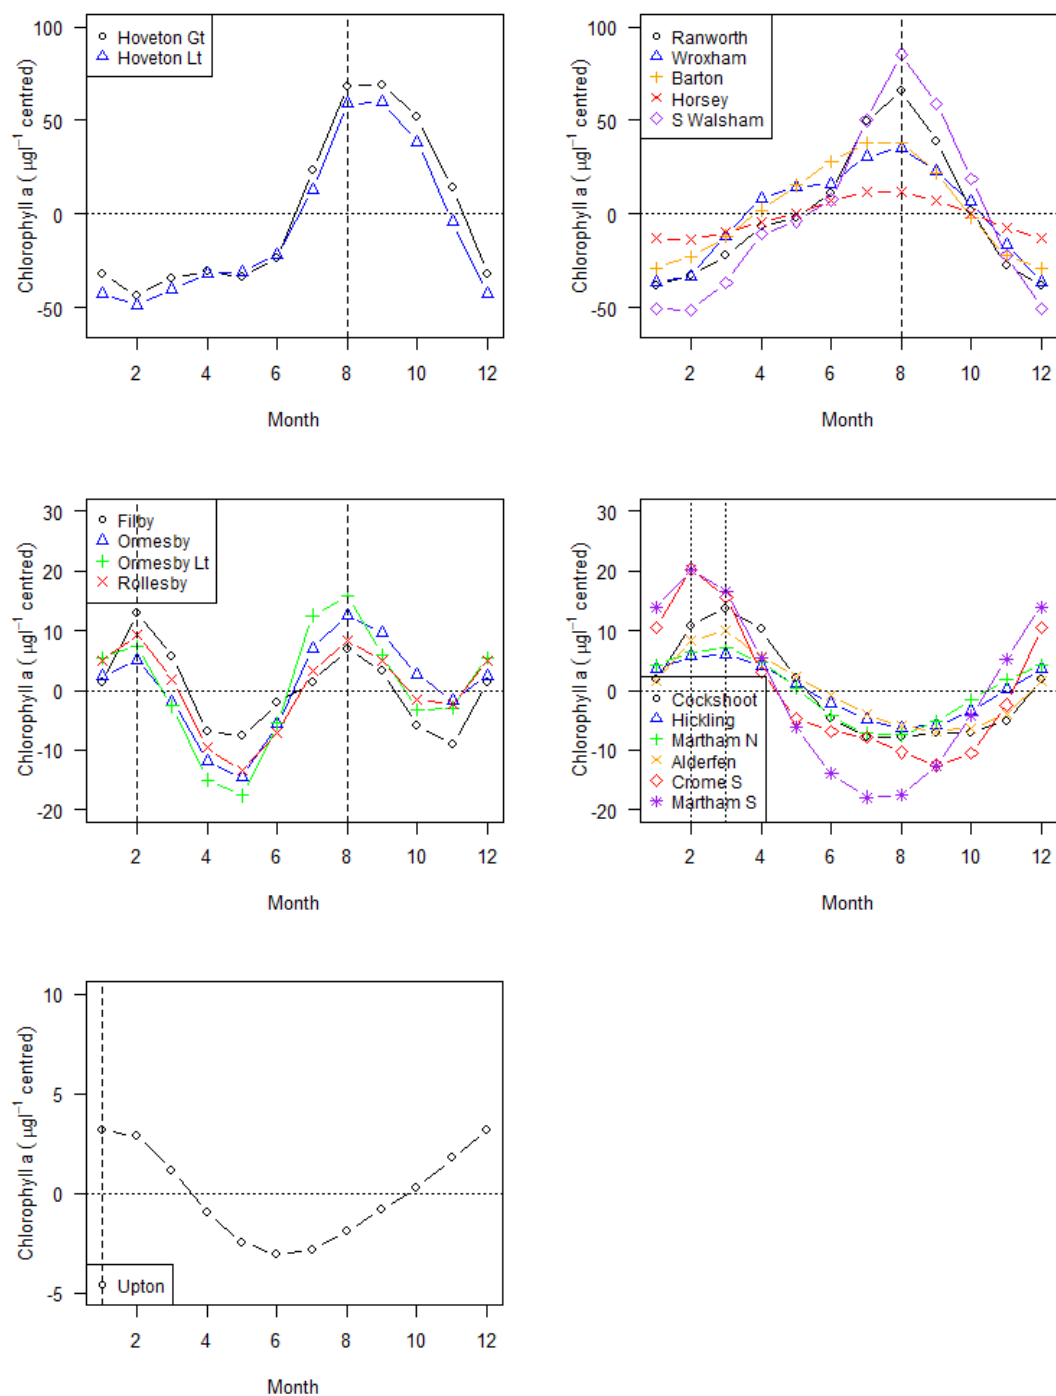 Hoveton Gt
Hoveton Lt
100
50
0
-50
Chlorophyll a ( μgl⁻¹ centred)
2 4 6 8 10 12
Month
Ranworth
Wroxham
Barton
Horsey
S Walsham
100
50
0
-50
Chlorophyll a ( μgl⁻¹ centred)
2 4 6 8 10 12
Month
Filby
Ormesby
Ormesby Lt
Rollesby
30
20
10
0
-10
-20
Chlorophyll a ( μgl⁻¹ centred)
2 4 6 8 10 12
Month
30
20
10
0
-10
-20
Chlorophyll a ( μgl⁻¹ centred)
Cockshoot
Hickling
Martham N
Alderfen
Crome S
Martham S
2 4 6 8 10 12
Month
10
5
0
-5
Chlorophyll a ( μgl⁻¹ centred)
Upton
2 4 6 8 10 12
Month